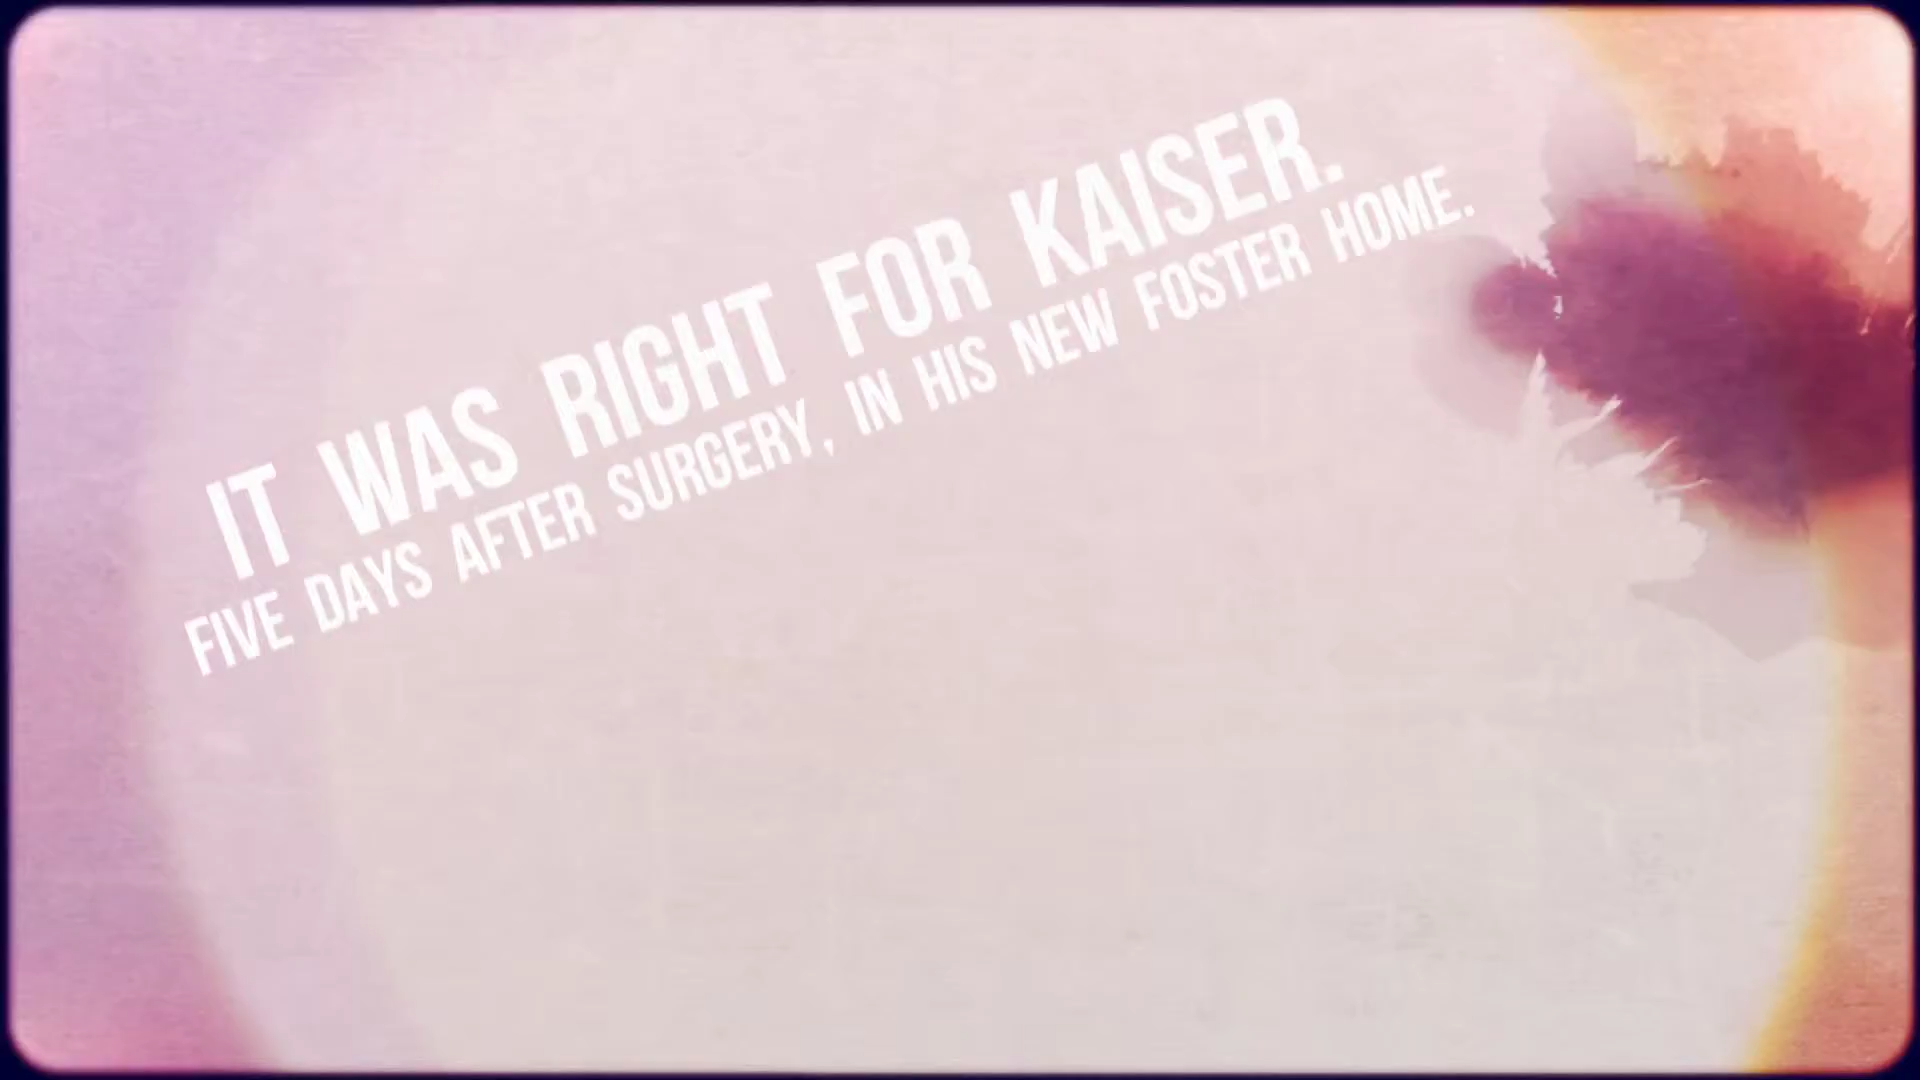 IT WAS RIGHT FOR KAISER.
FIVE DAYS AFTER SURGERY, IN HIS NEW FOSTER HOME.